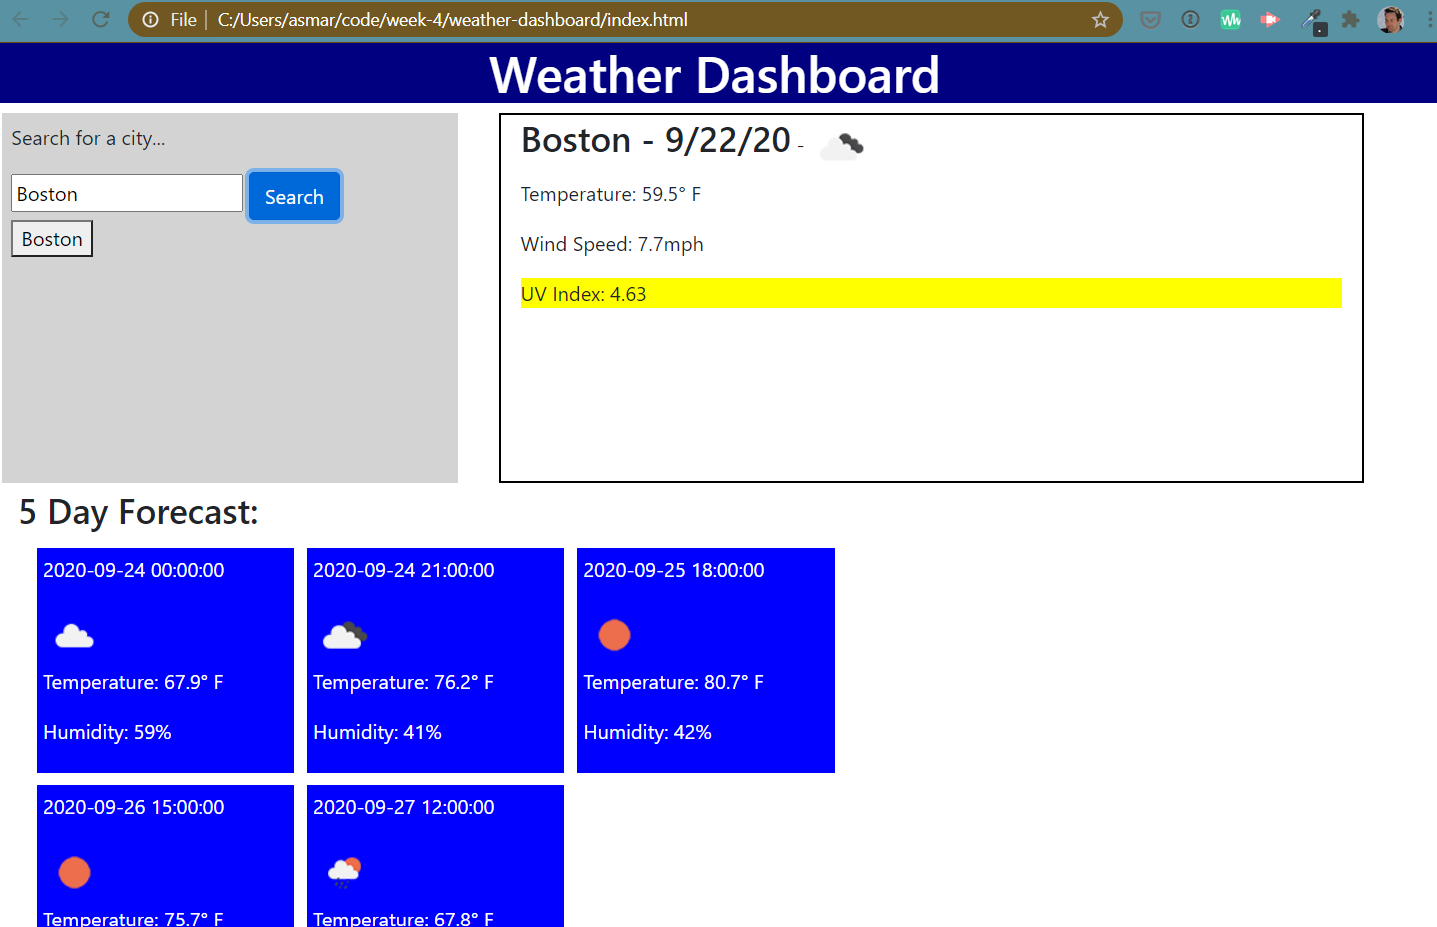 File C:/Users/asmar/code/week-4/weather-dashboard/index.html
Weather Dashboard
Search for a city...
Boston Search
Boston
Boston - 9/22/20 -
Temperature: 59.5° F
Wind Speed: 7.7mph
UV Index: 4.63
5 Day Forecast:
2020-09-24 00:00:00
Temperature: 67.9° F
Humidity: 59%
2020-09-24 21:00:00
Temperature: 76.2° F
Humidity: 41%
2020-09-25 18:00:00
Temperature: 80.7° F
Humidity: 42%
2020-09-26 15:00:00
Temperature: 75.7° F
2020-09-27 12:00:00
Temperature: 67.8° F